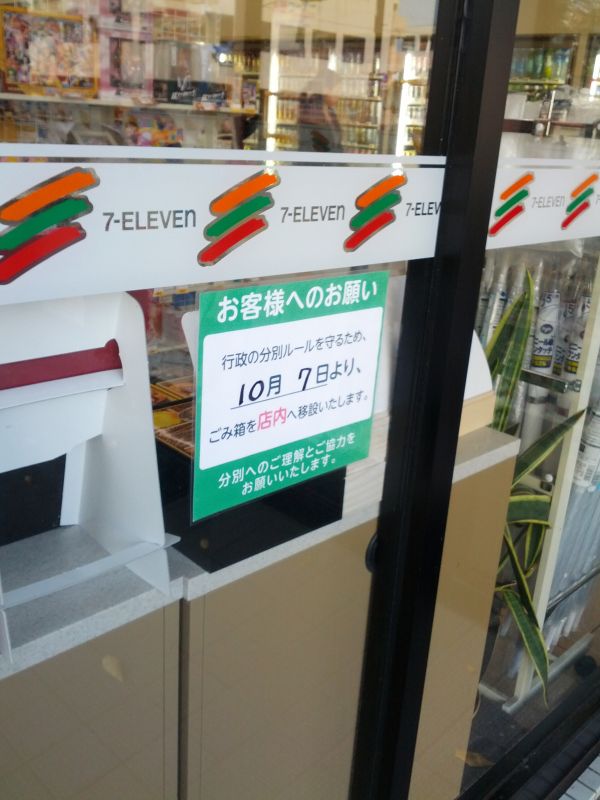 7-ELEVEn
7-ELEVEn
7-ELEV
7-ELEVEn
お客様へのお願い
行政の分別ルールを守るため、
10月 7日より、
ごみ箱を店内へ移設いたします。
分別へのご理解とご協力を
お願いいたします。